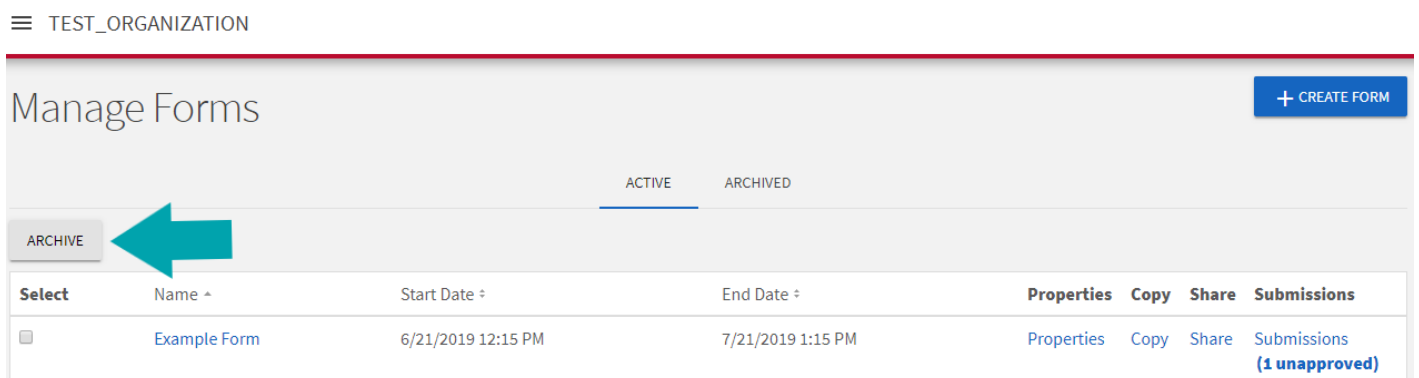 TEST_ORGANIZATION
Manage Forms
+ CREATE FORM
ACTIVE ARCHIVED
ARCHIVE
Select Name Start Date End Date Properties Copy Share Submissions
Example Form 6/21/2019 12:15 PM 7/21/2019 1:15 PM Properties Copy Share Submissions
(1 unapproved)